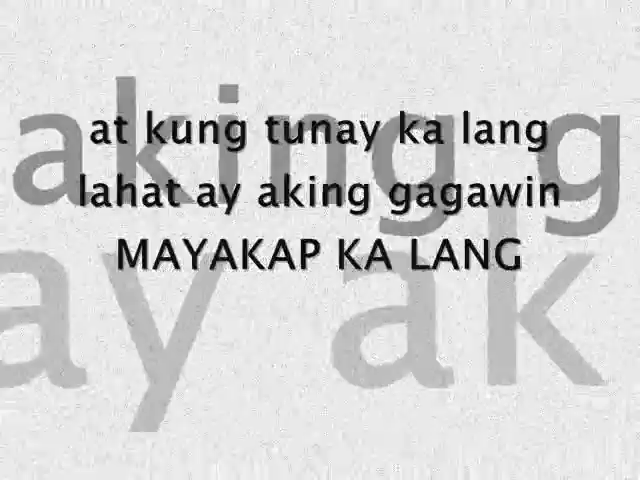 at kung tunay ka lang
lahat ay aking gagawin
MAYAKAP KA LANG
aking g
ay ak